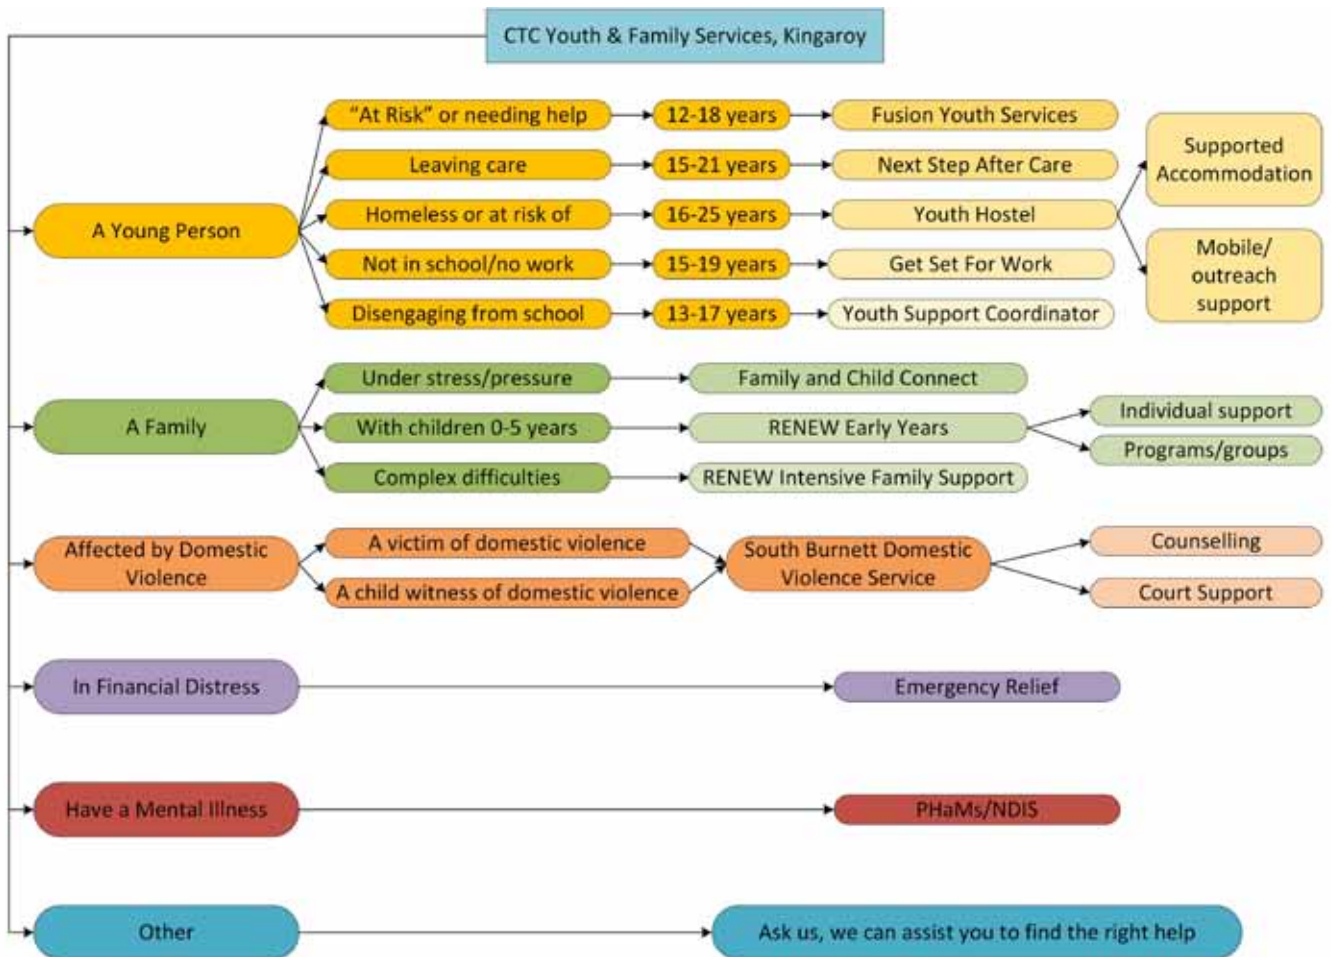 CTC Youth & Family Services, Kingaroy
"At Risk" or needing help
12-18 years
Fusion Youth Services
Supported
Accommodation
Leaving care
15-21 years
Next Step After Care
A Young Person
Homeless or at risk of
16-25 years
Youth Hostel
Not in school/no work
15-19 years
Get Set For Work
Mobile/
outreach
support
Disengaging from school
13-17 years
Youth Support Coordinator
Under stress/pressure
Family and Child Connect
A Family
With children 0-5 years
RENEW Early Years
Individual support
Programs/groups
Complex difficulties
RENEW Intensive Family Support
Affected by Domestic
Violence
A victim of domestic violence
A child witness of domestic violence
South Burnett Domestic
Violence Service
Counselling
Court Support
In Financial Distress
Emergency Relief
Have a Mental Illness
PHaMs/NDIS
Other
Ask us, we can assist you to find the right help